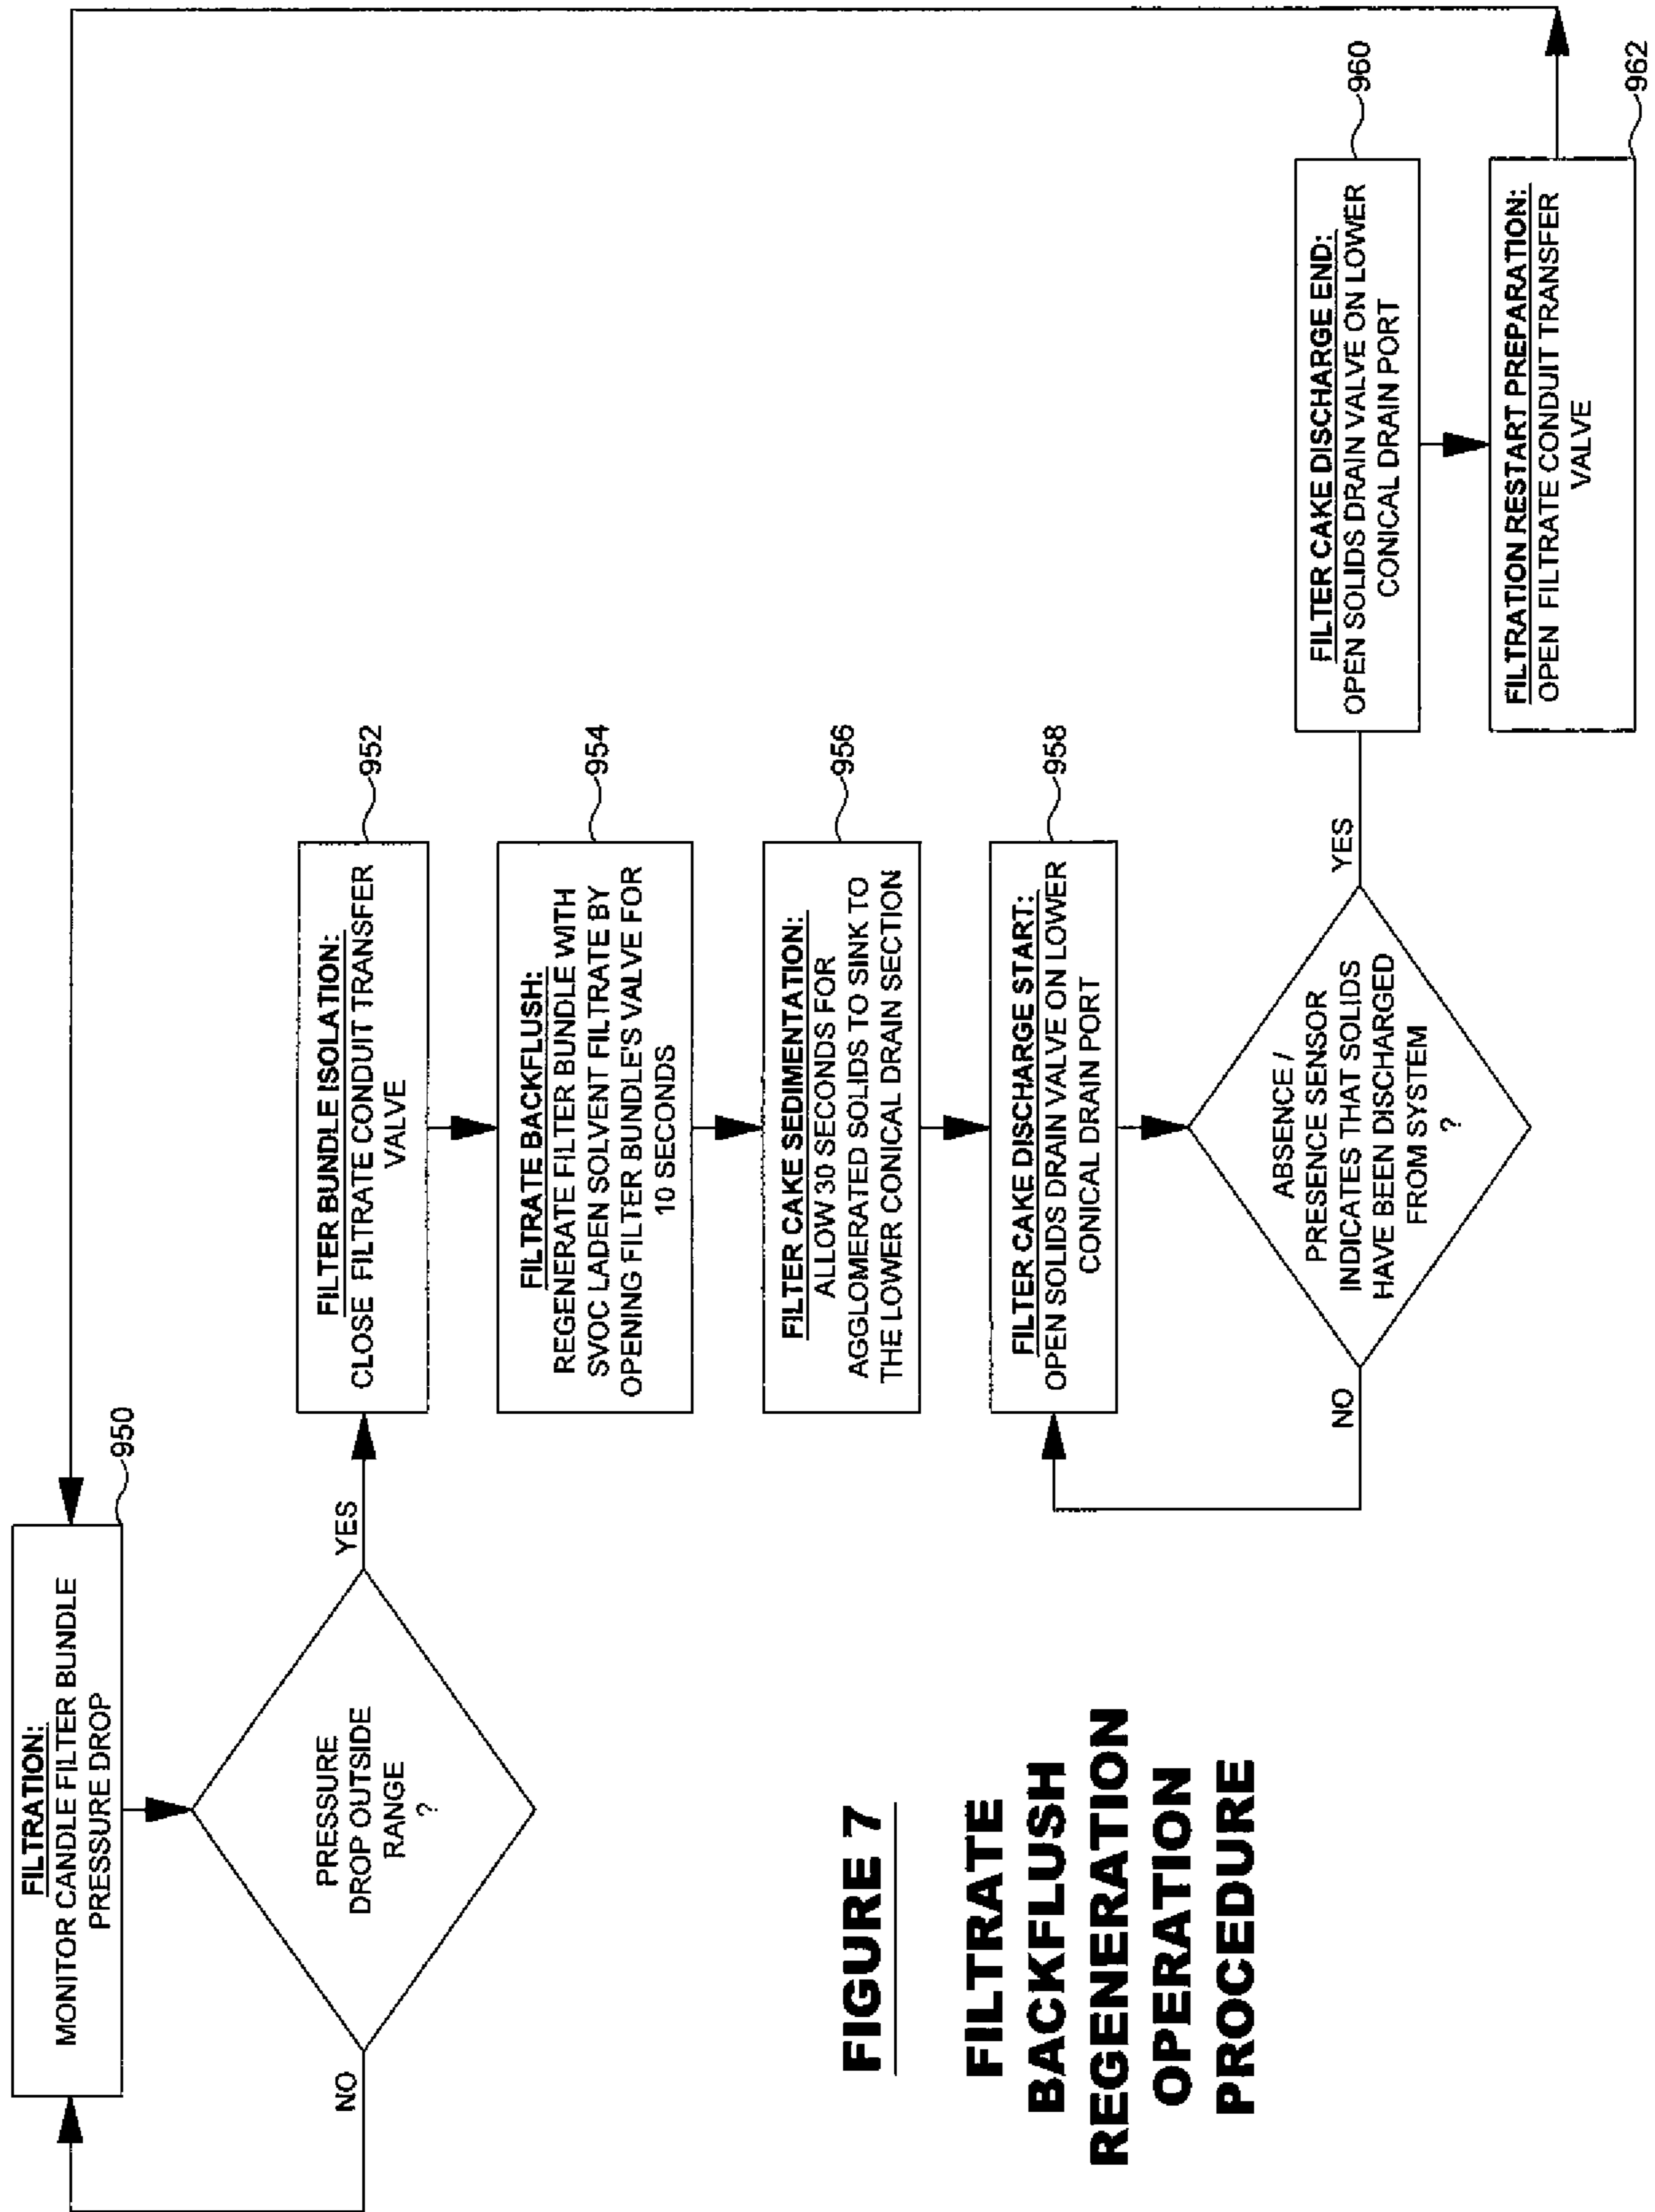 FILTRATION:
MONITOR CANDLE FILTER BUNDLE
PRESSURE DROP
950
PRESSURE
DROP OUTSIDE
RANGE
?
NO
YES
FILTER BUNDLE ISOLATION:
CLOSE FILTRATE CONDUIT TRANSFER
VALVE
952
FILTRATE BACKFLUSH:
REGENERATE FILTER BUNDLE WITH
SVOC LADEN SOLVENT FILTRATE BY
OPENING FILTER BUNDLE'S VALVE FOR
10 SECONDS
954
FILTER CAKE SEDIMENTATION:
ALLOW 30 SECONDS FOR
AGGLOMERATED SOLIDS TO SINK TO
THE LOWER CONICAL DRAIN SECTION
956
FILTER CAKE DISCHARGE START:
OPEN SOLIDS DRAIN VALVE ON LOWER
CONICAL DRAIN PORT
958
ABSENCE /
PRESENCE SENSOR
INDICATES THAT SOLIDS
HAVE BEEN DISCHARGED
FROM SYSTEM
?
NO
YES
FILTER CAKE DISCHARGE END:
OPEN SOLIDS DRAIN VALVE ON LOWER
CONICAL DRAIN PORT
960
FILTRATION RESTART PREPARATION:
OPEN FILTRATE CONDUIT TRANSFER
VALVE
962
FIGURE 7
FILTRATE
BACKFLUSH
REGENERATION
OPERATION
PROCEDURE